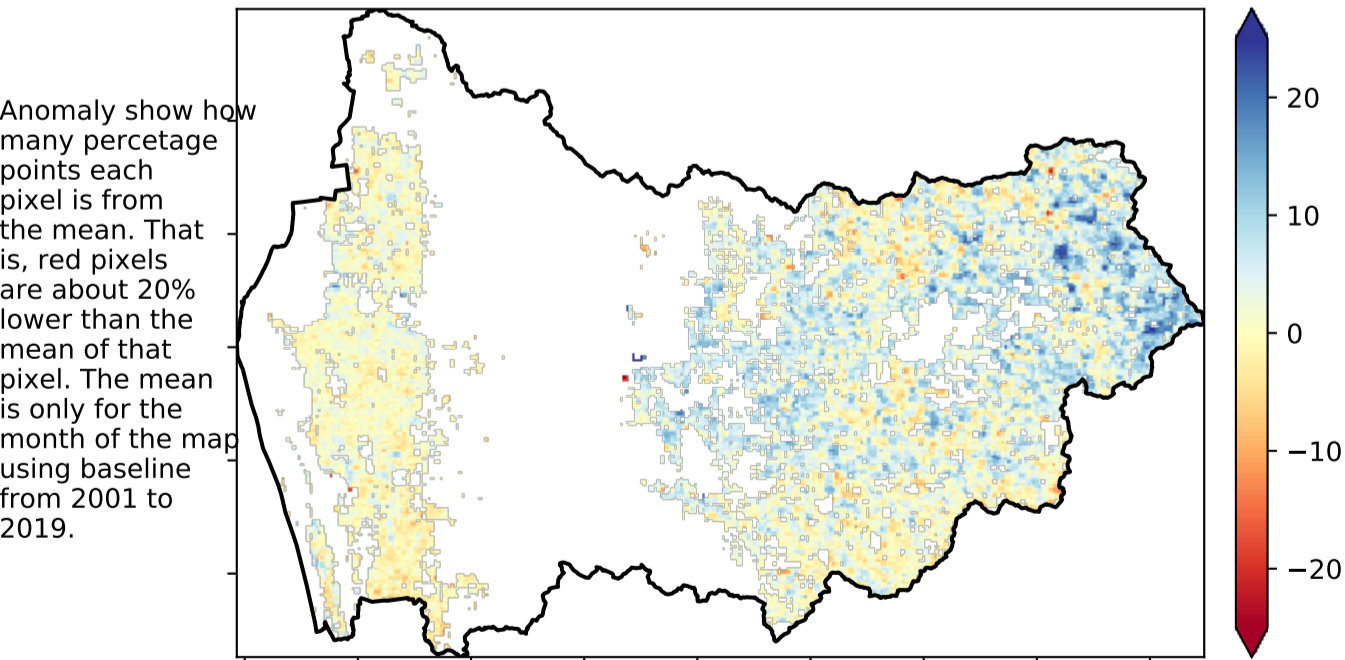 Anomaly show how
many percetage
points each
pixel is from
the mean. That
is, red pixels
are about 20%
lower than the
mean of that
pixel. The mean
is only for the
month of the map
using baseline
from 2001 to
2019.
20
10
0
−10
−20